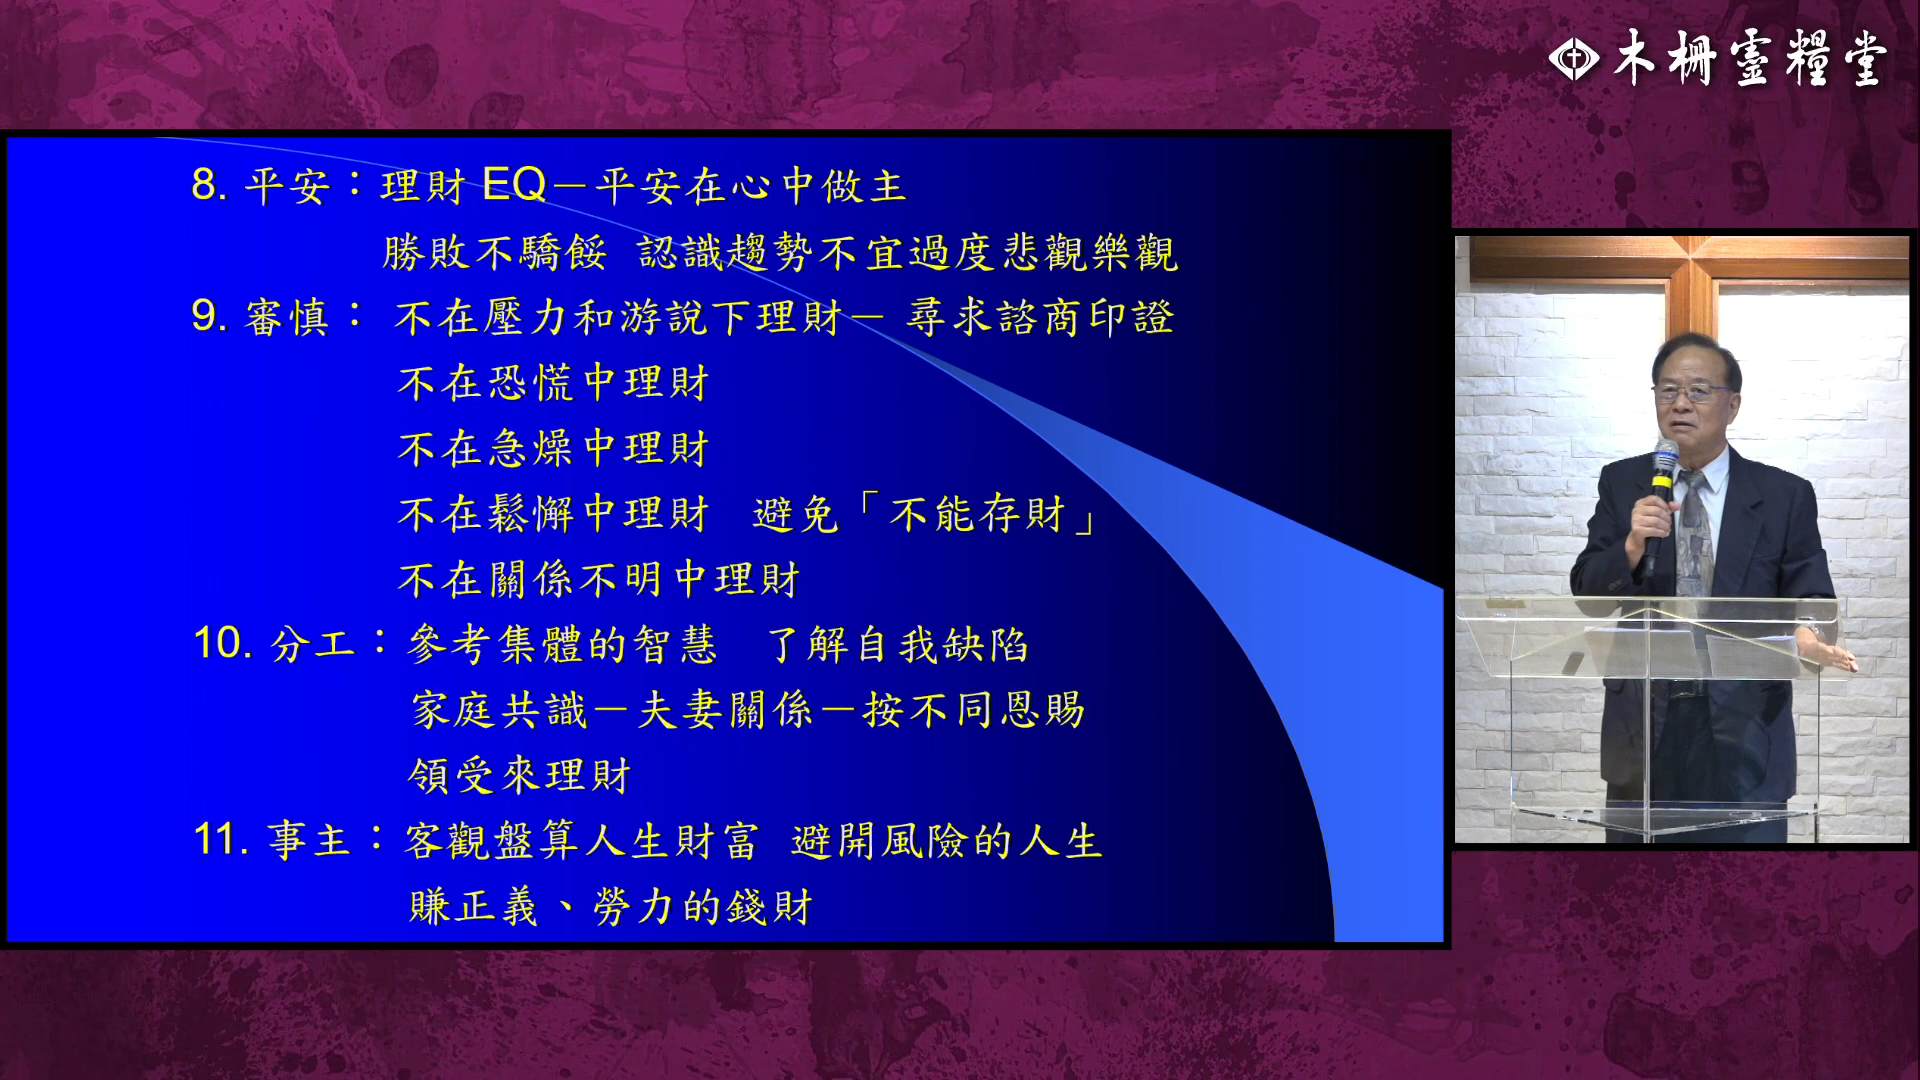 木柵靈糧堂
8. 平安：理財 EQ－平安在心中做主
勝敗不驕餒 認識趨勢不宜過度悲觀樂觀
9. 審慎： 不在壓力和游說下理財－ 尋求諮商印證
不在恐慌中理財
不在急燥中理財
不在鬆懈中理財 避免「不能存財」
不在關係不明中理財
10. 分工：參考集體的智慧 了解自我缺陷
家庭共識－夫妻關係－按不同恩賜
領受來理財
11. 事主：客觀盤算人生財富 避開風險的人生
賺正義、勞力的錢財